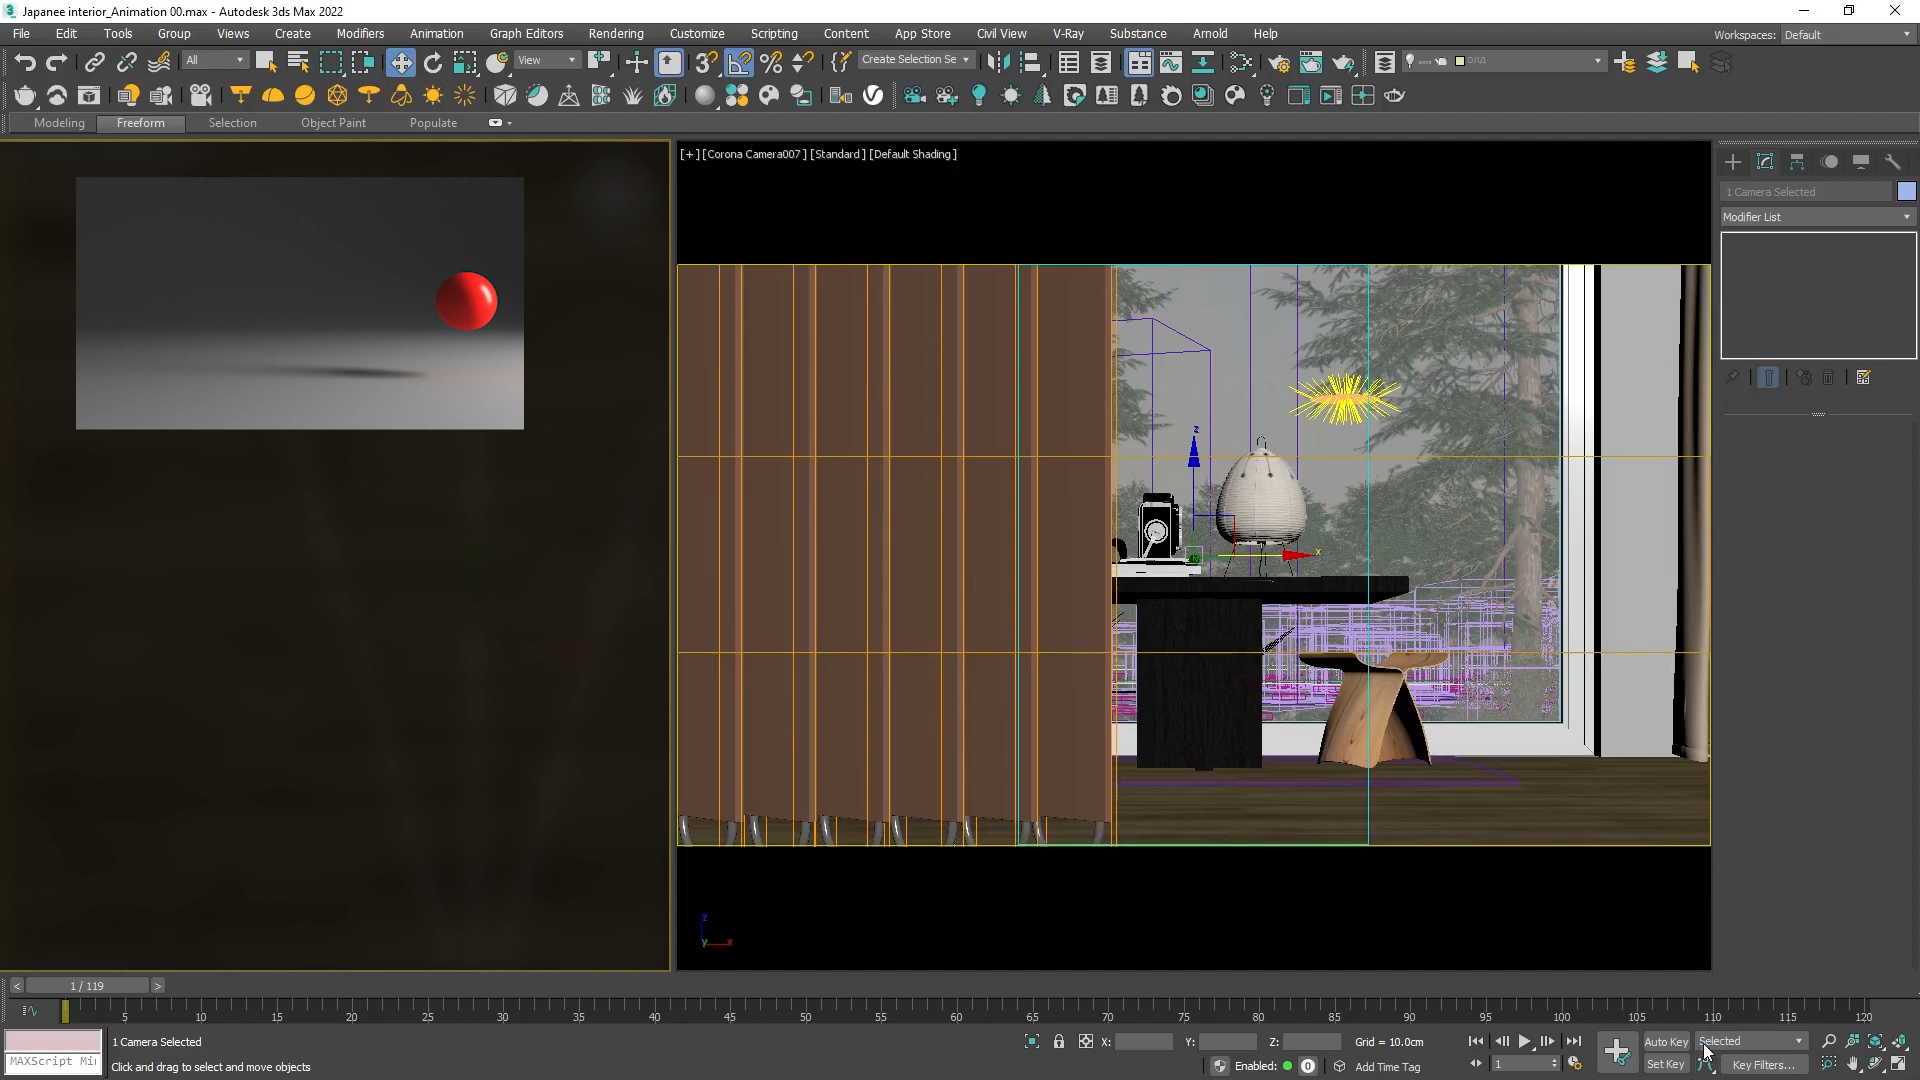 Japanee interior_Animation 00.max - Autodesk 3ds Max 2022
File Edit Tools Group Views Create Modifiers Animation Graph Editors Rendering Customize Scripting Content App Store Civil View V-Ray Substance Arnold Help Workspaces: Default
All View Create Selection Se
Modeling Freeform Selection Object Paint Populate
[+] [Corona Camera007] [Standard] [Default Shading]
1 Camera Selected
Modifier List
z
x
z
y x
< 1 / 119 >
5 10 15 20 25 30 35 40 45 50 55 60 65 70 75 80 85 90 95 100 105 110 115 120
1 Camera Selected X: Y: Z: Grid = 10.0cm Auto Key Selected
MAXScript Mi Click and drag to select and move objects Enabled: 0 Add Time Tag 1 Set Key Key Filters...